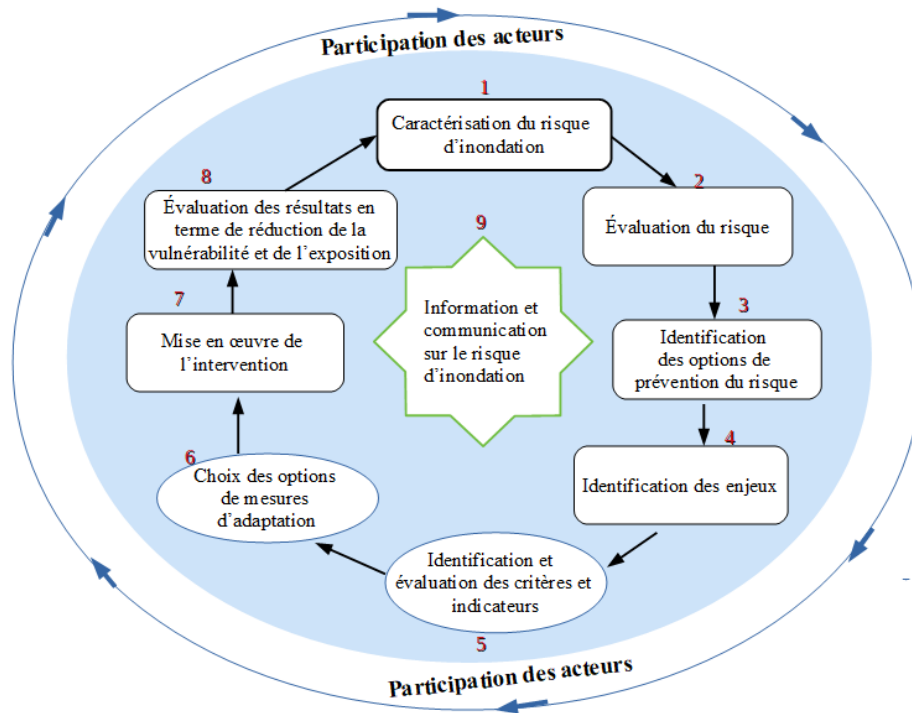 Participation des acteurs
1
Caractérisation du risque
d'inondation
2
Évaluation du risque
3
Identification
des options de
prévention du risque
4
Identification des enjeux
5
Identification et
évaluation des critères et
indicateurs
6
Choix des options
de mesures
d'adaptation
7
Mise en œuvre de
l'intervention
8
Évaluation des résultats en
terme de réduction de la
vulnérabilité et de l'exposition
9
Information et
communication
sur le risque
d'inondation
Participation des acteurs